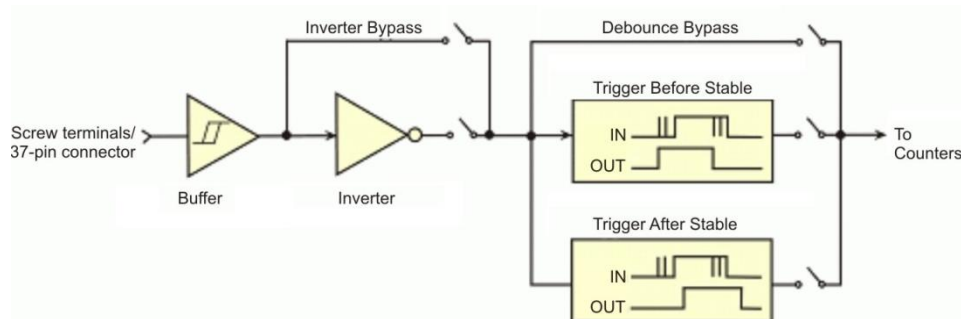 Inverter Bypass
Debounce Bypass
Trigger Before Stable
IN
OUT
Screw terminals/
37-pin connector
To
Counters
Buffer
Inverter
Trigger After Stable
IN
OUT